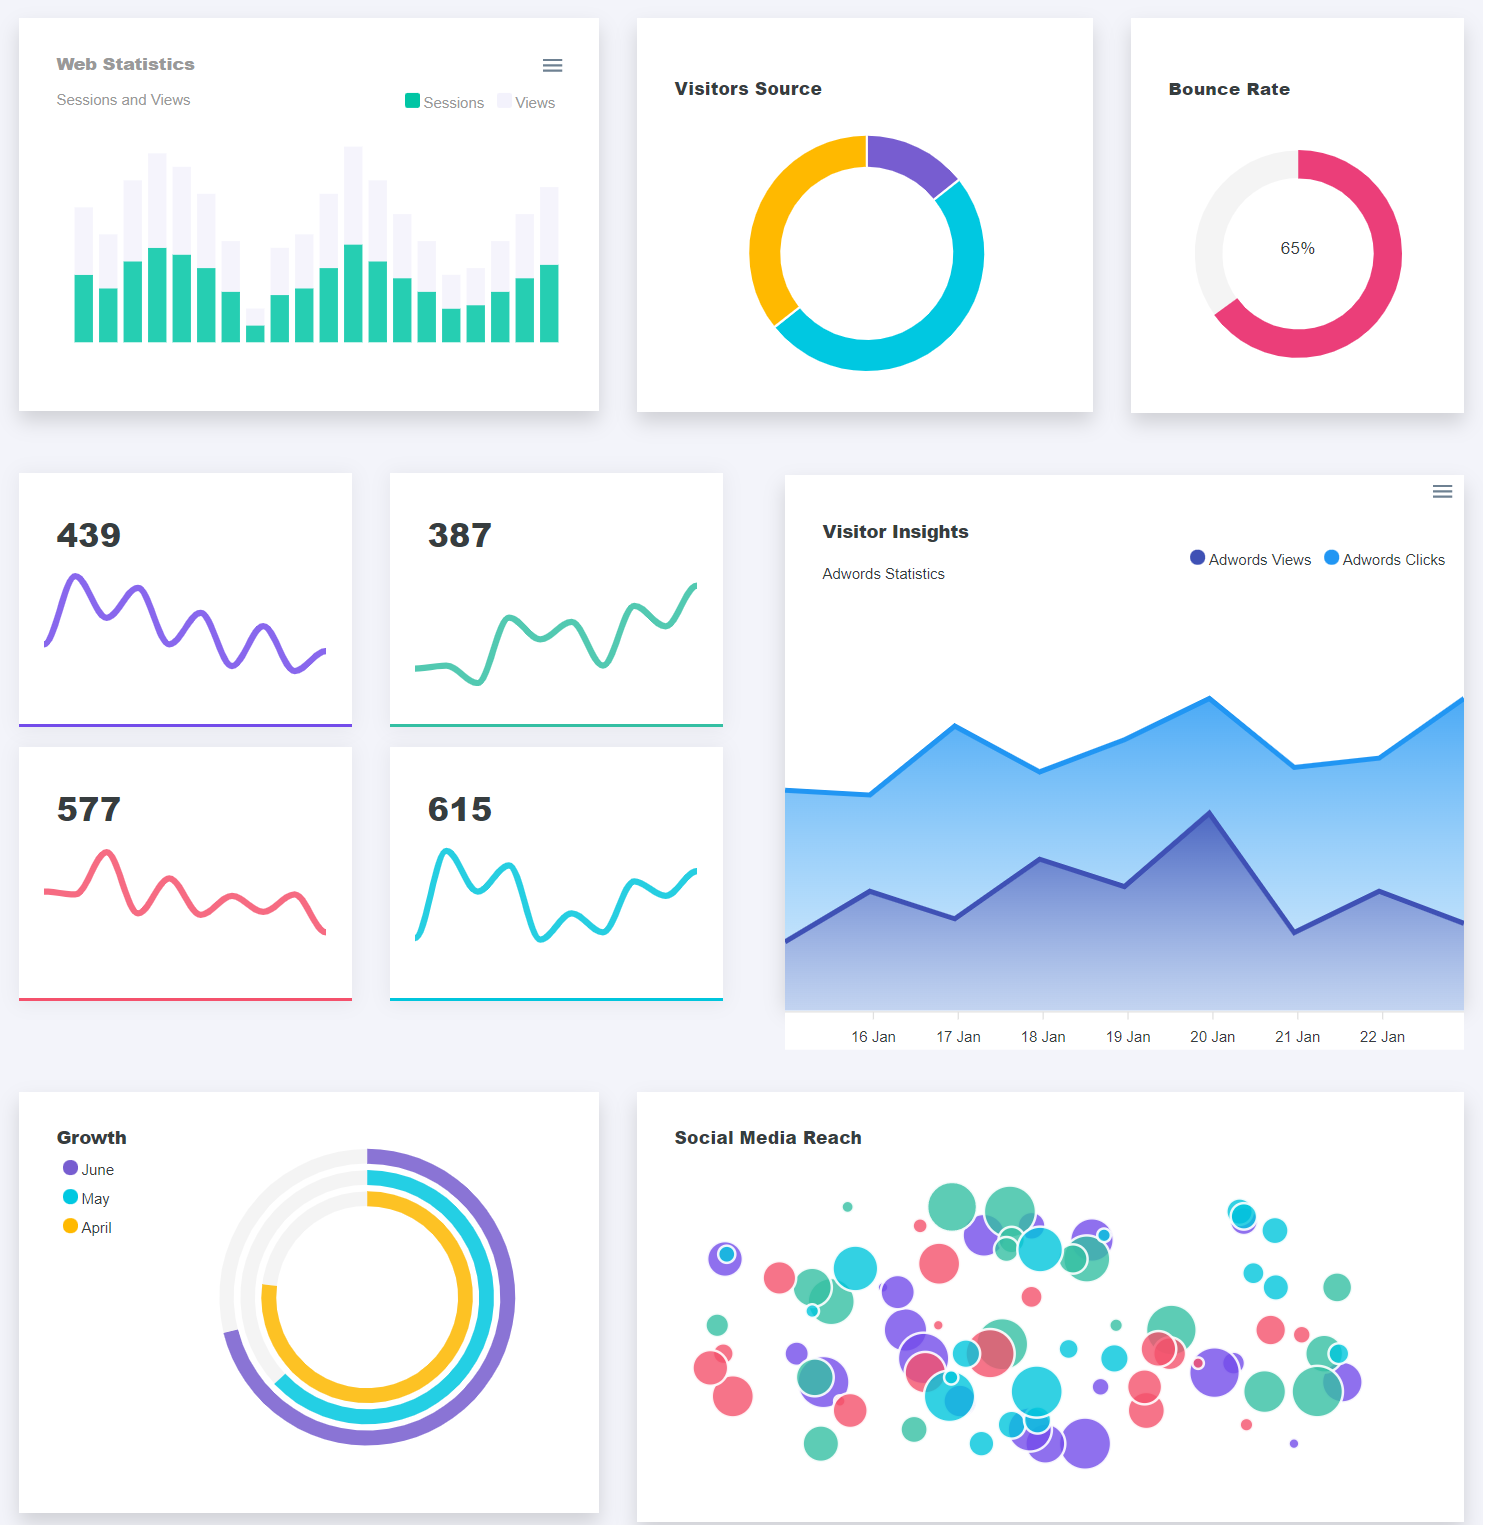 Web Statistics
Sessions and Views
Sessions Views
Visitors Source
Bounce Rate
65%
439
387
577
615
Visitor Insights
Adwords Statistics
Adwords Views Adwords Clicks
16 Jan 17 Jan 18 Jan 19 Jan 20 Jan 21 Jan 22 Jan
Growth
June
May
April
Social Media Reach